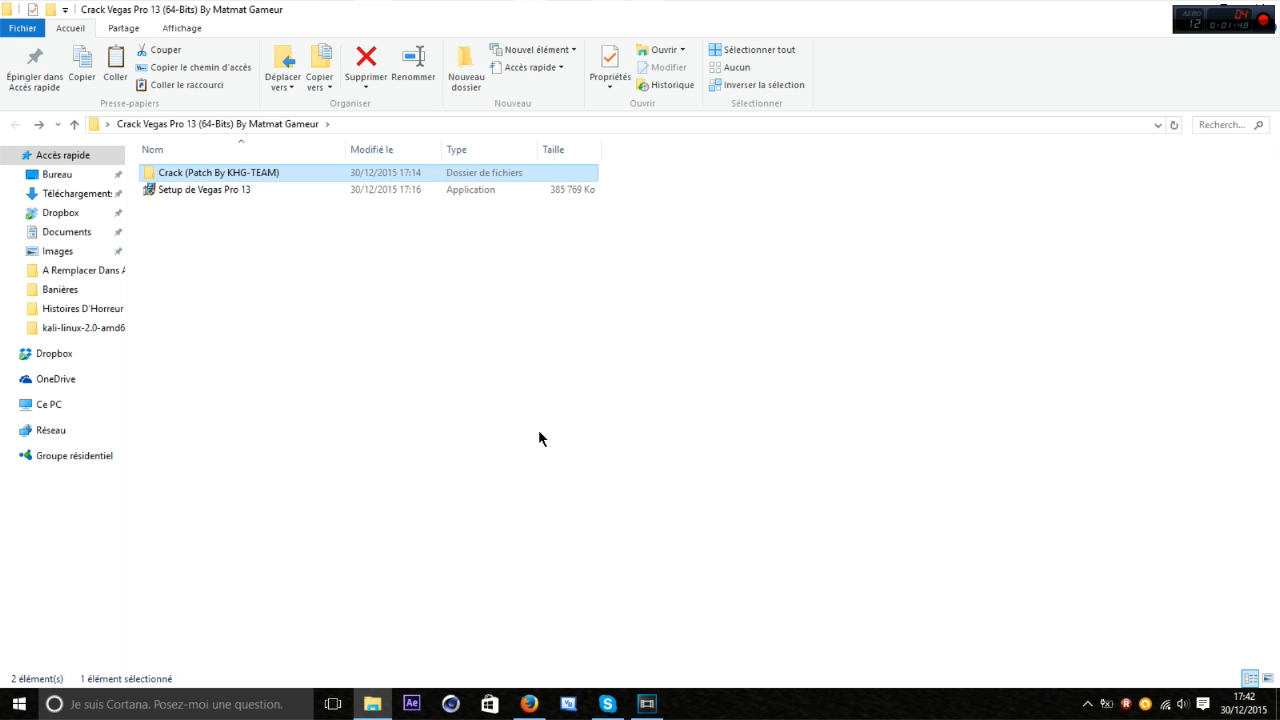 Crack Vegas Pro 13 (64-Bits) By Matmat Gameur
AERO
12
04
0:01:48
Fichier Accueil Partage Affichage
Épingler dans Accès rapide
Copier
Coller
Couper
Copier le chemin d'accès
Coller le raccourci
Presse-papiers
Déplacer vers
Copier vers
Supprimer
Renommer
Organiser
Nouveau dossier
Nouvel élément
Accès rapide
Nouveau
Propriétés
Ouvrir
Modifier
Historique
Ouvrir
Sélectionner tout
Aucun
Inverser la sélection
Sélectionner
Crack Vegas Pro 13 (64-Bits) By Matmat Gameur
Recherch...
Nom Modifié le Type Taille
Crack (Patch By KHG-TEAM) 30/12/2015 17:14 Dossier de fichiers
Setup de Vegas Pro 13 30/12/2015 17:16 Application 385 769 Ko
Accès rapide
Bureau
Téléchargement:
Dropbox
Documents
Images
A Remplacer Dans A
Banières
Histoires D'Horreur
kali-linux-2.0-amd6
Dropbox
OneDrive
Ce PC
Réseau
Groupe résidentiel
2 élément(s) 1 élément sélectionné
Je suis Cortana. Posez-moi une question.
Ae
17:42
30/12/2015